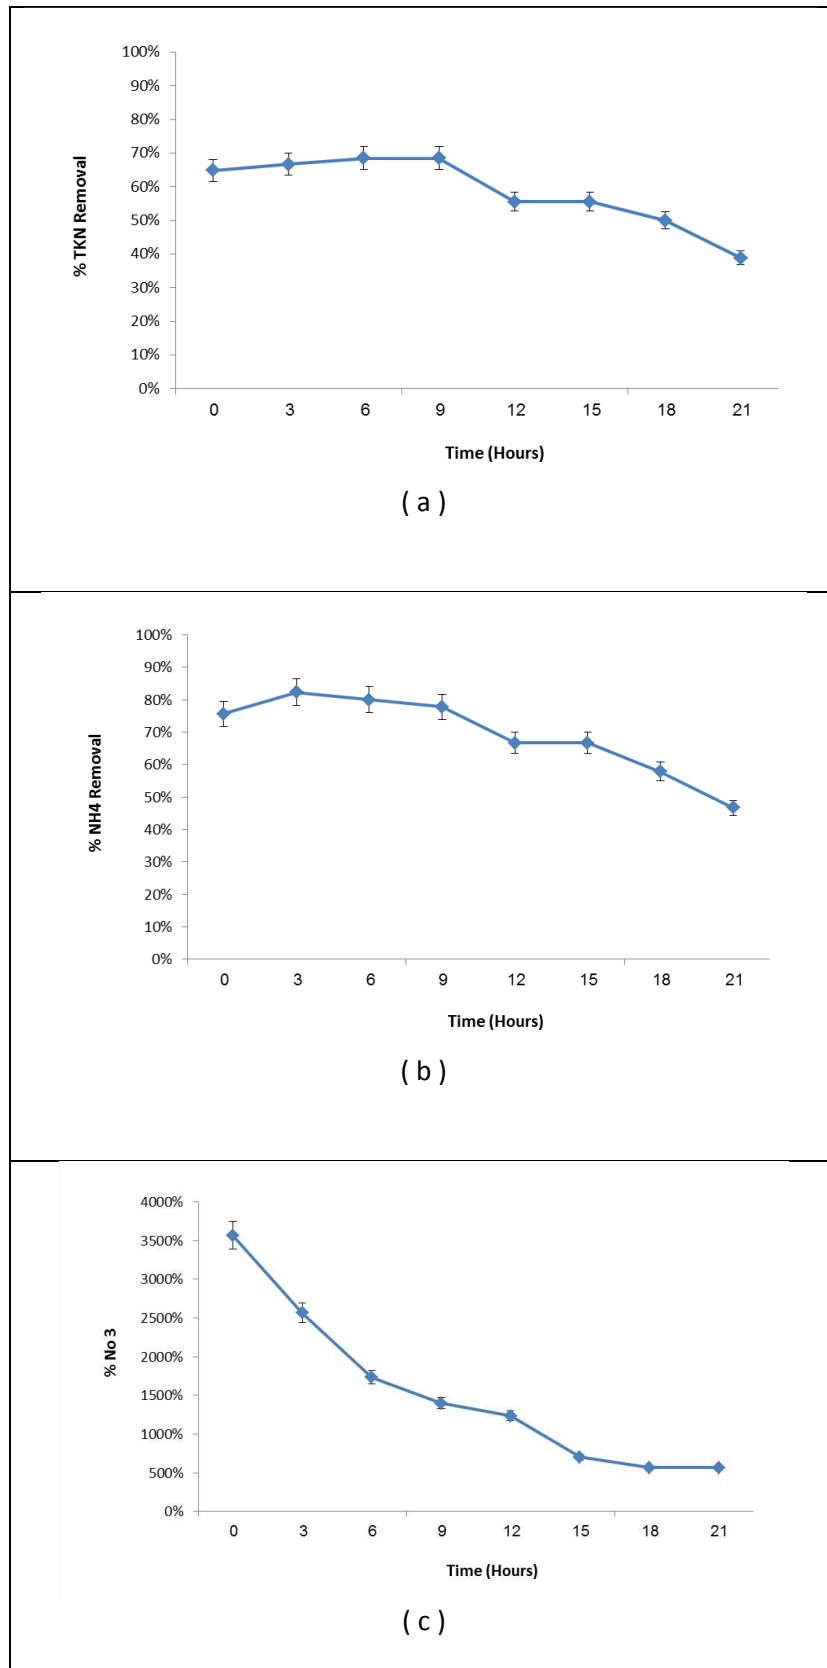 100%
90%
80%
70%
60%
50%
40%
30%
20%
10%
0%
% TKN Removal
0 3 6 9 12 15 18 21
Time (Hours)
( a )
100%
90%
80%
70%
60%
50%
40%
30%
20%
10%
0%
% NH4 Removal
0 3 6 9 12 15 18 21
Time (Hours)
( b )
4000%
3500%
3000%
2500%
2000%
1500%
1000%
500%
0%
% No 3
0 3 6 9 12 15 18 21
Time (Hours)
( c )